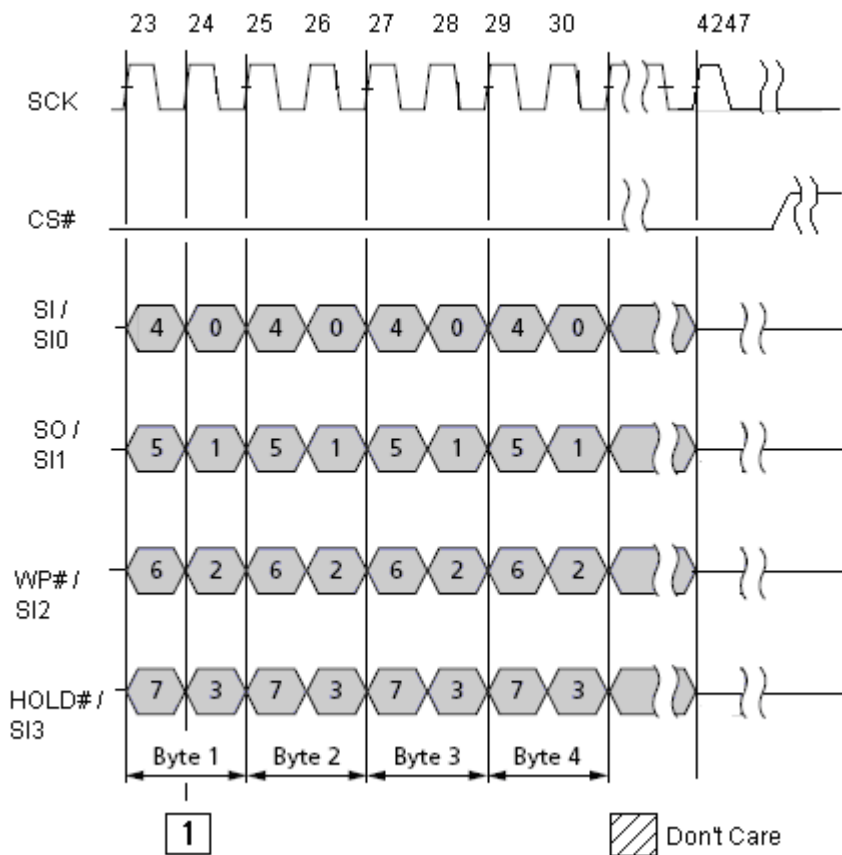 23 24 25 26 27 28 29 30 4247
SCK
CS#
SI /
SI0
4 0 4 0 4 0 4 0
SO /
SI1
5 1 5 1 5 1 5 1
WP# /
SI2
6 2 6 2 6 2 6 2
HOLD# /
SI3
7 3 7 3 7 3 7 3
Byte 1 Byte 2 Byte 3 Byte 4
1
Don't Care